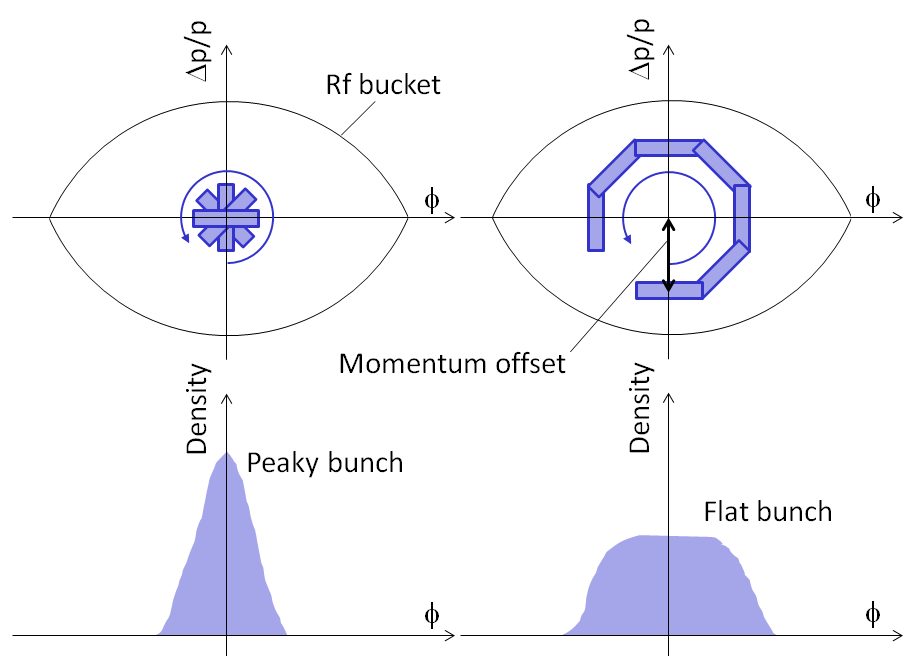 Δp/p
Rf bucket
ϕ
Δp/p
ϕ
Momentum offset
Density
Peaky bunch
ϕ
Density
Flat bunch
ϕ